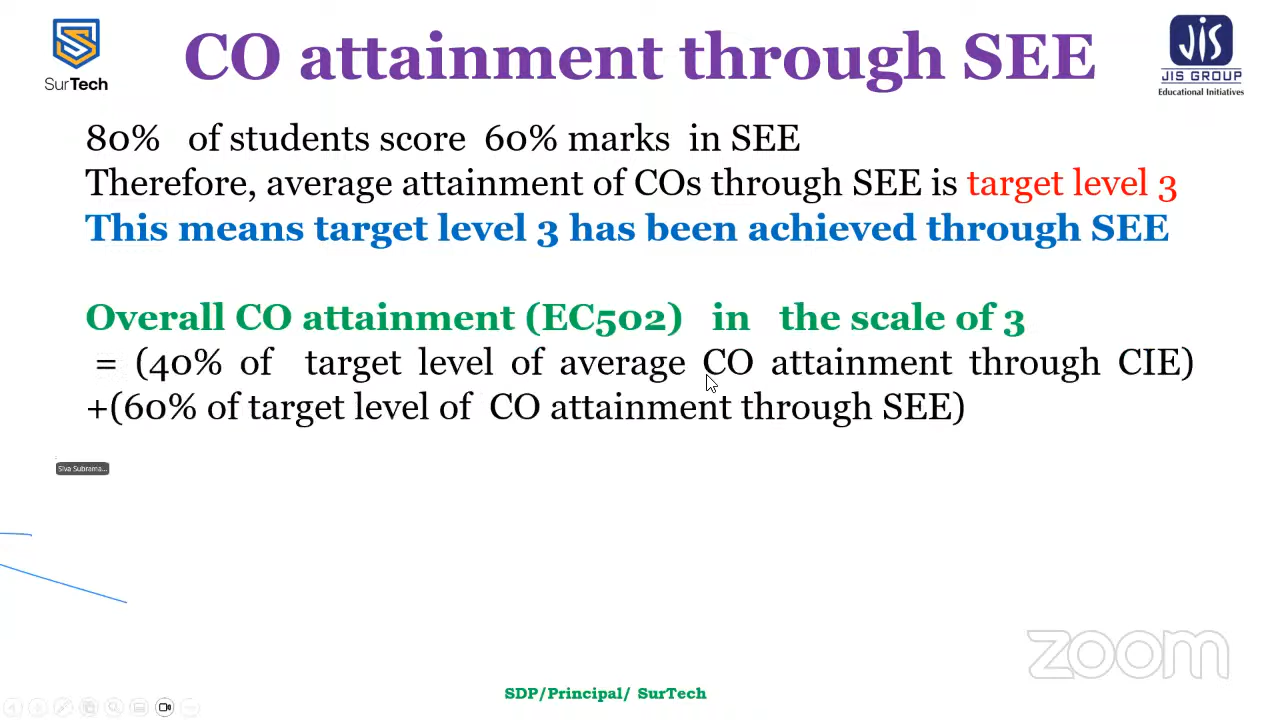 CO attainment through SEE
SurTech
JIS
JIS GROUP
Educational Initiatives
80% of students score 60% marks in SEE
Therefore, average attainment of COs through SEE is target level 3
This means target level 3 has been achieved through SEE
Overall CO attainment (EC502) in the scale of 3
= (40% of target level of average CO attainment through CIE)
+(60% of target level of CO attainment through SEE)
Siva Subrama...
zoom
SDP/Principal/ SurTech